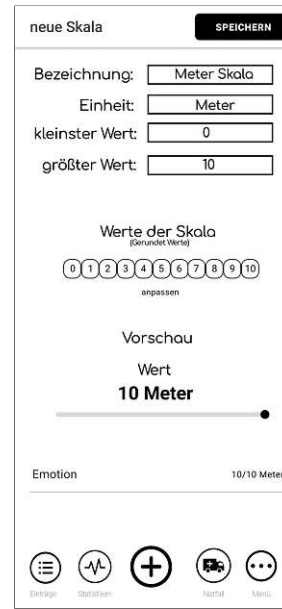 neue Skala SPEICHERN
Bezeichnung: Meter Skala
Einheit: Meter
kleinster Wert: 0
größter Wert: 10
Werte der Skala
(Gerundet Werte)
0 1 2 3 4 5 6 7 8 9 10
anpassen
Vorschau
Wert
10 Meter
Emotion 10/10 Meter
Einträge Statistiken Notfall Menü